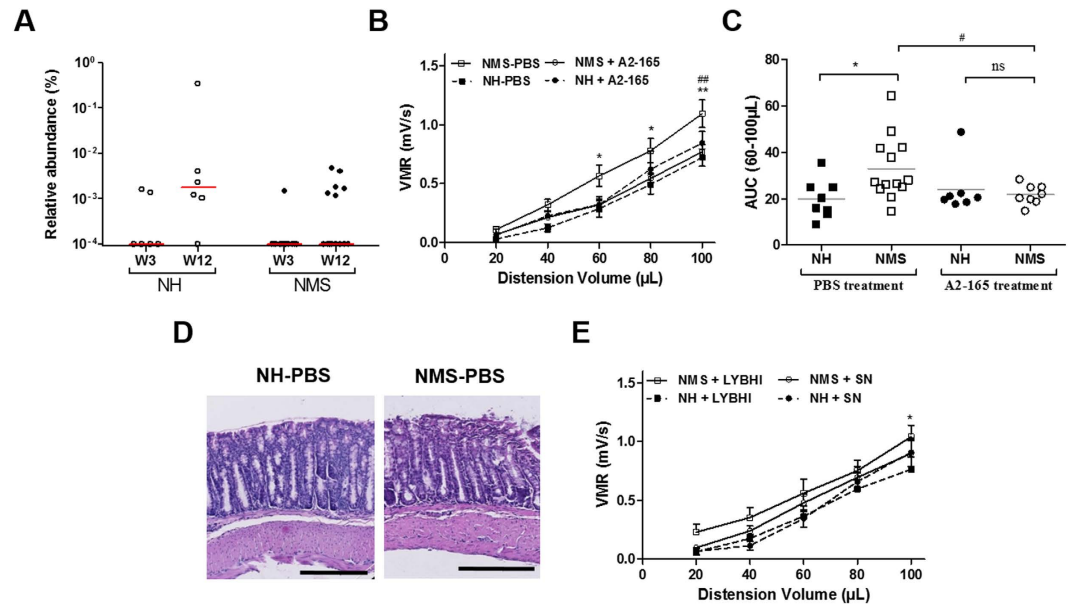 A
Relative abundance (%)
10⁰
10⁻¹
10⁻²
10⁻³
10⁻⁴
W3 W12 W3 W12
NH NMS
B
NMS-PBS NMS + A2-165
NH-PBS NH + A2-165
VMR (mV/s)
1.5
1.0
0.5
0.0
* * ##
**
0 20 40 60 80 100
Distension Volume (µL)
C
AUC (60-100µL)
80
60
40
20
0
#
* ns
NH NMS NH NMS
PBS treatment A2-165 treatment
D
NH-PBS NMS-PBS
E
NMS + LYBHI NMS + SN
NH + LYBHI NH + SN
VMR (mV/s)
1.5
1.0
0.5
0.0
*
0 20 40 60 80 100
Distension Volume (µL)